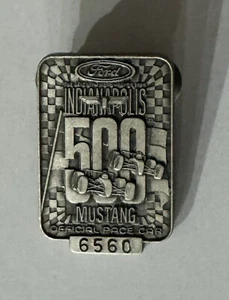 Ford
INDIANAPOLIS
500
MUSTANG
OFFICIAL PACE CAR
6560